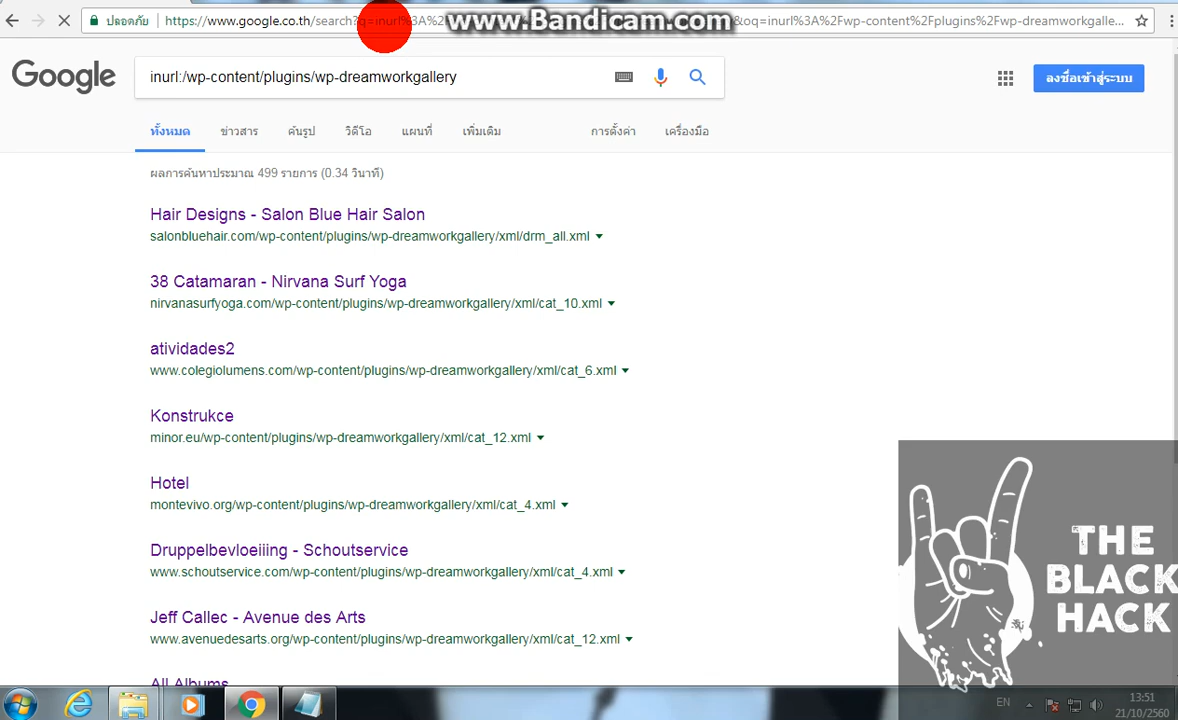 ปลอดภัย https://www.google.co.th/search?q=inurl%3A%2F www.Bandicam.com &oq=inurl%3A%2Fwp-content%2Fplugins%2Fwp-dreamworkgalle...
Google inurl:/wp-content/plugins/wp-dreamworkgallery ลงชื่อเข้าสู่ระบบ
ทั้งหมด ข่าวสาร ค้นรูป วิดีโอ แผนที่ เพิ่มเติม การตั้งค่า เครื่องมือ
ผลการค้นหาประมาณ 499 รายการ (0.34 วินาที)
Hair Designs - Salon Blue Hair Salon
salonbluehair.com/wp-content/plugins/wp-dreamworkgallery/xml/drm_all.xml
38 Catamaran - Nirvana Surf Yoga
nirvanasurfyoga.com/wp-content/plugins/wp-dreamworkgallery/xml/cat_10.xml
atividades2
www.colegiolumens.com/wp-content/plugins/wp-dreamworkgallery/xml/cat_6.xml
Konstrukce
minor.eu/wp-content/plugins/wp-dreamworkgallery/xml/cat_12.xml
Hotel
montevivo.org/wp-content/plugins/wp-dreamworkgallery/xml/cat_4.xml
Druppelbevloeiiing - Schoutservice
www.schoutservice.com/wp-content/plugins/wp-dreamworkgallery/xml/cat_4.xml
Jeff Callec - Avenue des Arts
www.avenuedesarts.org/wp-content/plugins/wp-dreamworkgallery/xml/cat_12.xml
All Albums
THE
BLACK
HACK
EN 13:51
21/10/2560